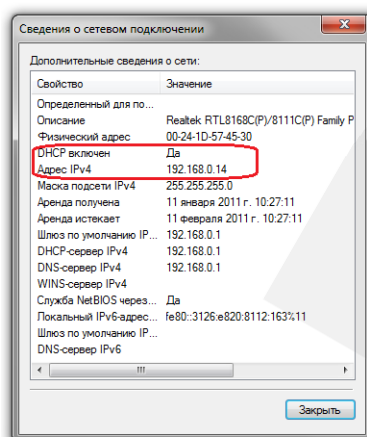 Сведения о сетевом подключении
Дополнительные сведения о сети:
Свойство Значение
Определенный для по...
Описание Realtek RTL8168C(P)/8111C(P) Family P
Физический адрес 00-24-1D-57-45-30
DHCP включен Да
Адрес IPv4 192.168.0.14
Маска подсети IPv4 255.255.255.0
Аренда получена 11 января 2011 г. 10:27:11
Аренда истекает 11 февраля 2011 г. 10:27:11
Шлюз по умолчанию IP... 192.168.0.1
DHCP-сервер IPv4 192.168.0.1
DNS-сервер IPv4 192.168.0.1
WINS-сервер IPv4
Служба NetBIOS через... Да
Локальный IPv6-адрес... fe80::3126:e820:8112:163%11
Шлюз по умолчанию IP...
DNS-сервер IPv6
Закрыть